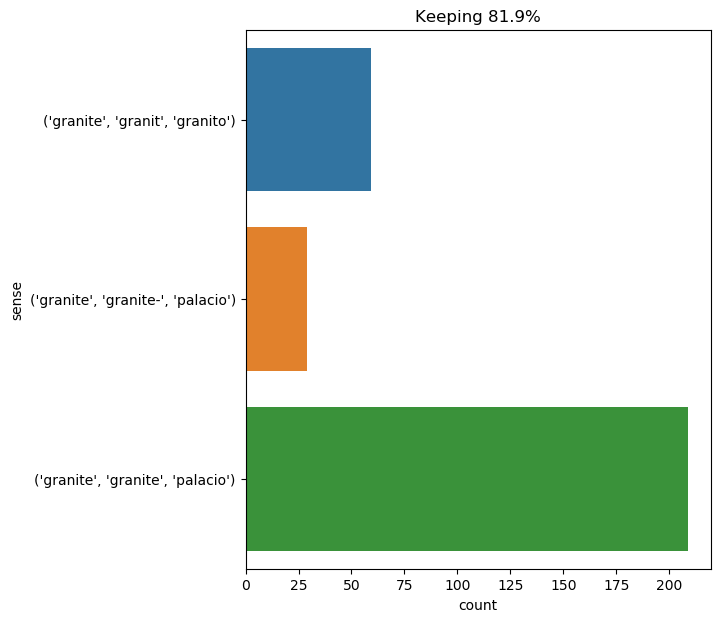 Keeping 81.9%
('granite', 'granit', 'granito')
('granite', 'granite-', 'palacio')
('granite', 'granite', 'palacio')
sense
0 25 50 75 100 125 150 175 200
count